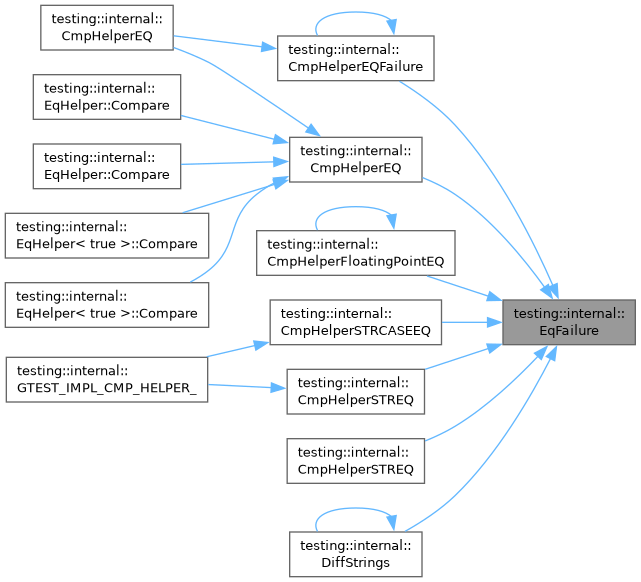 testing::internal::
CmpHelperEQ
testing::internal::
EqHelper::Compare
testing::internal::
EqHelper::Compare
testing::internal::
EqHelper< true >::Compare
testing::internal::
EqHelper< true >::Compare
testing::internal::
GTEST_IMPL_CMP_HELPER_
testing::internal::
CmpHelperEQFailure
testing::internal::
CmpHelperEQ
testing::internal::
CmpHelperFloatingPointEQ
testing::internal::
CmpHelperSTRCASEEQ
testing::internal::
CmpHelperSTREQ
testing::internal::
CmpHelperSTREQ
testing::internal::
DiffStrings
testing::internal::
EqFailure